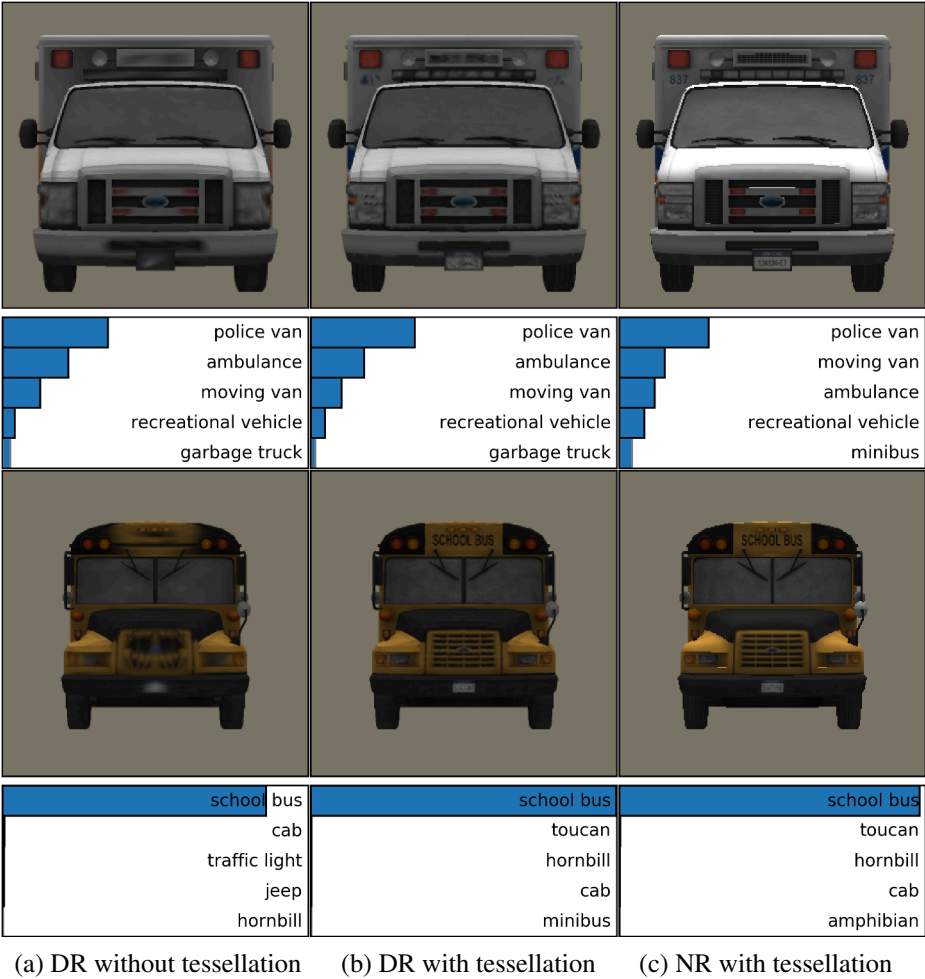 837 837
police van
ambulance
moving van
recreational vehicle
garbage truck
police van
ambulance
moving van
recreational vehicle
garbage truck
police van
moving van
ambulance
recreational vehicle
minibus
SCHOOL BUS
SCHOOL BUS
school bus
cab
traffic light
jeep
hornbill
school bus
toucan
hornbill
cab
minibus
school bus
toucan
hornbill
cab
amphibian
(a) DR without tessellation
(b) DR with tessellation
(c) NR with tessellation